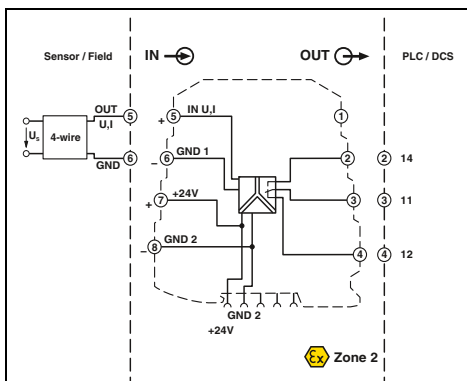 Sensor / Field
IN
OUT
PLC / DCS
OUT
U,I
5
4-wire
Us
GND
6
+
5
IN U,I
−
6
GND 1
+
7
+24V
−
8
GND 2
1
2
3
4
2
14
3
11
4
12
GND 2
+24V
Ex
Zone 2